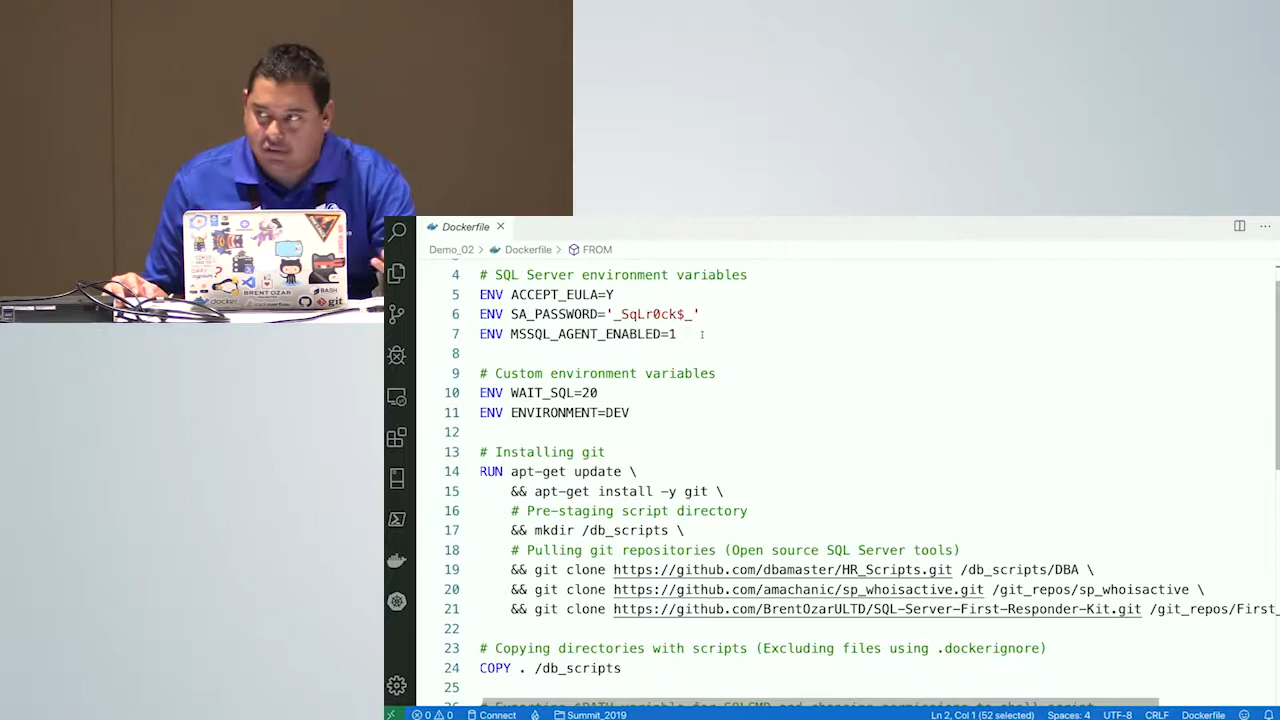 BRENT OZAR
docker
BASH
git
Dockerfile
Demo_02 > Dockerfile > FROM
4 # SQL Server environment variables
5 ENV ACCEPT_EULA=Y
6 ENV SA_PASSWORD='_SqLr0ck$_'
7 ENV MSSQL_AGENT_ENABLED=1
8
9 # Custom environment variables
10 ENV WAIT_SQL=20
11 ENV ENVIRONMENT=DEV
12
13 # Installing git
14 RUN apt-get update \
15 && apt-get install -y git \
16 # Pre-staging script directory
17 && mkdir /db_scripts \
18 # Pulling git repositories (Open source SQL Server tools)
19 && git clone https://github.com/dbamaster/HR_Scripts.git /db_scripts/DBA \
20 && git clone https://github.com/amachanic/sp_whoisactive.git /git_repos/sp_whoisactive \
21 && git clone https://github.com/BrentOzarULTD/SQL-Server-First-Responder-Kit.git /git_repos/First_
22
23 # Copying directories with scripts (Excluding files using .dockerignore)
24 COPY . /db_scripts
25
0 0 Connect Summit_2019 Ln 2, Col 1 (52 selected) Spaces: 4 UTF-8 CRLF Dockerfile